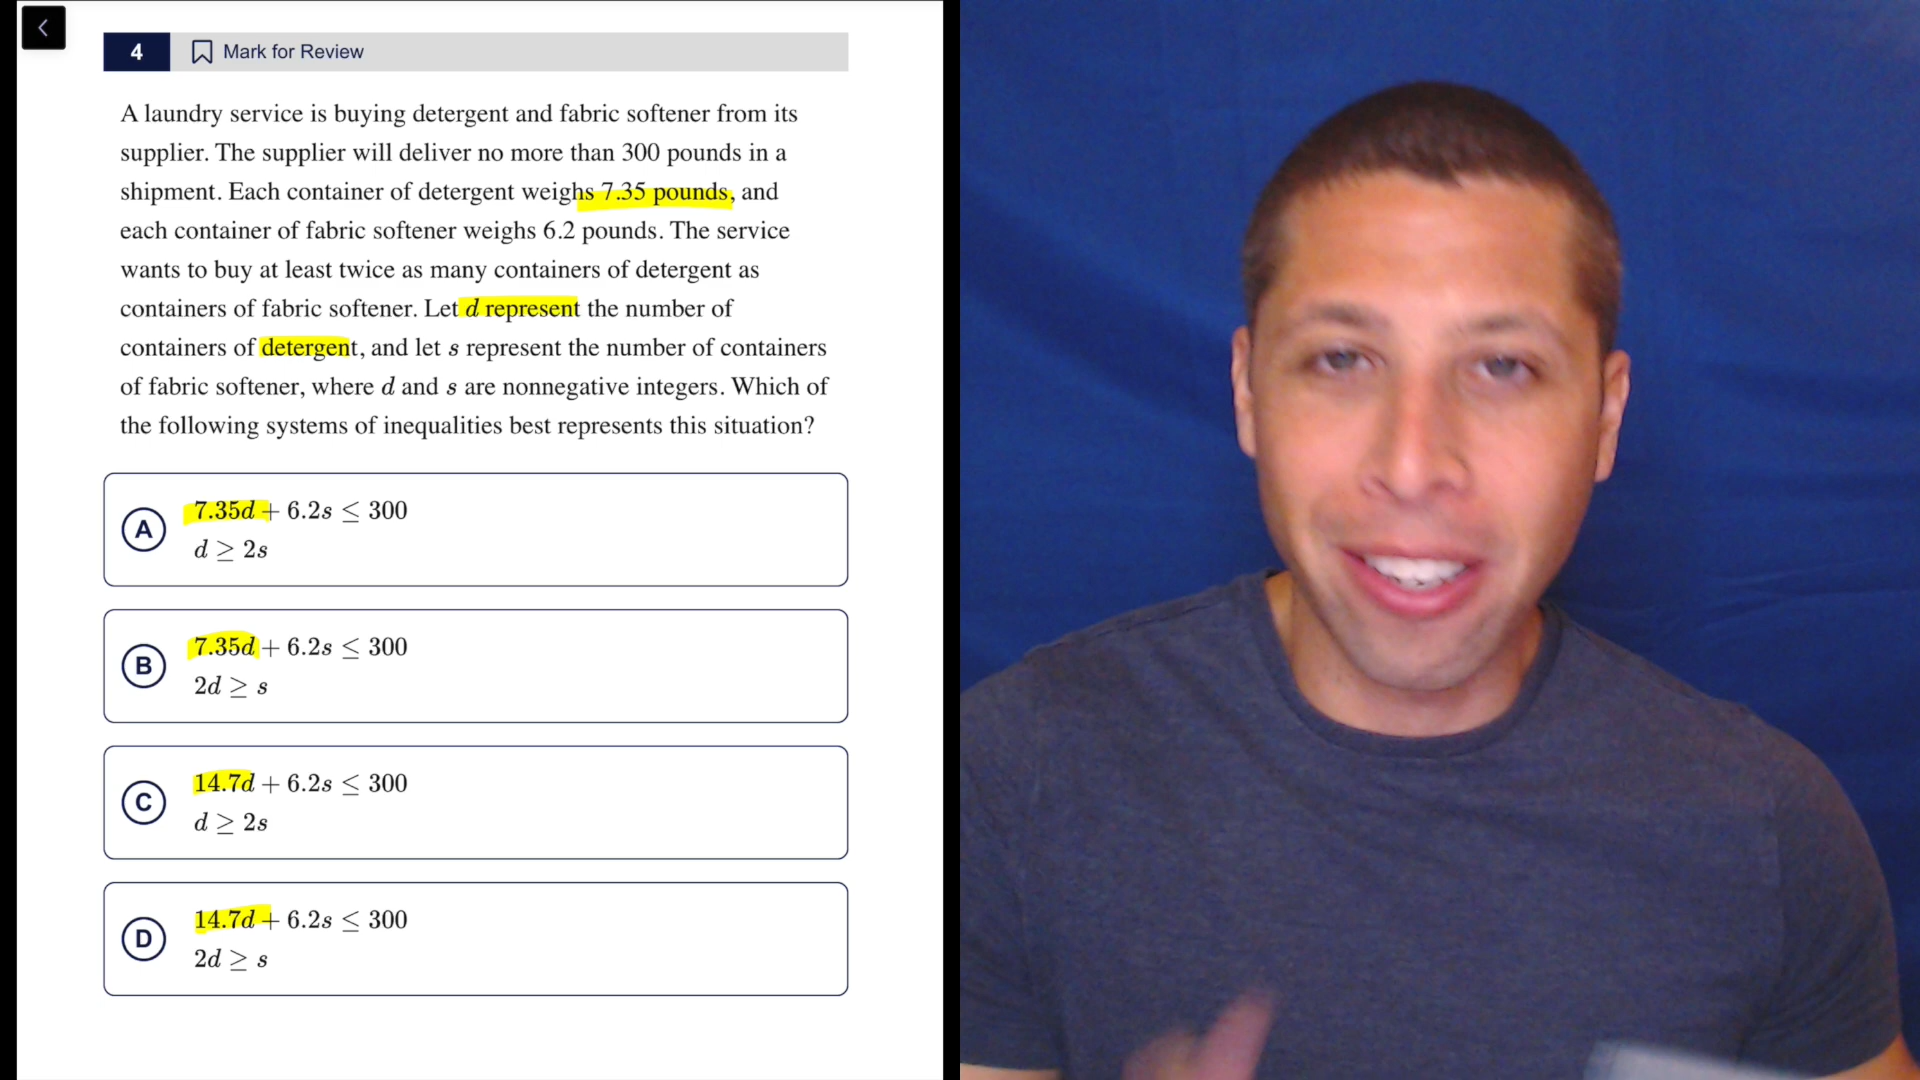 4 Mark for Review
A laundry service is buying detergent and fabric softener from its
supplier. The supplier will deliver no more than 300 pounds in a
shipment. Each container of detergent weighs 7.35 pounds, and
each container of fabric softener weighs 6.2 pounds. The service
wants to buy at least twice as many containers of detergent as
containers of fabric softener. Let d represent the number of
containers of detergent, and let s represent the number of containers
of fabric softener, where d and s are nonnegative integers. Which of
the following systems of inequalities best represents this situation?
A
7.35d + 6.2s ≤ 300
d ≥ 2s
B
7.35d + 6.2s ≤ 300
2d ≥ s
C
14.7d + 6.2s ≤ 300
d ≥ 2s
D
14.7d + 6.2s ≤ 300
2d ≥ s